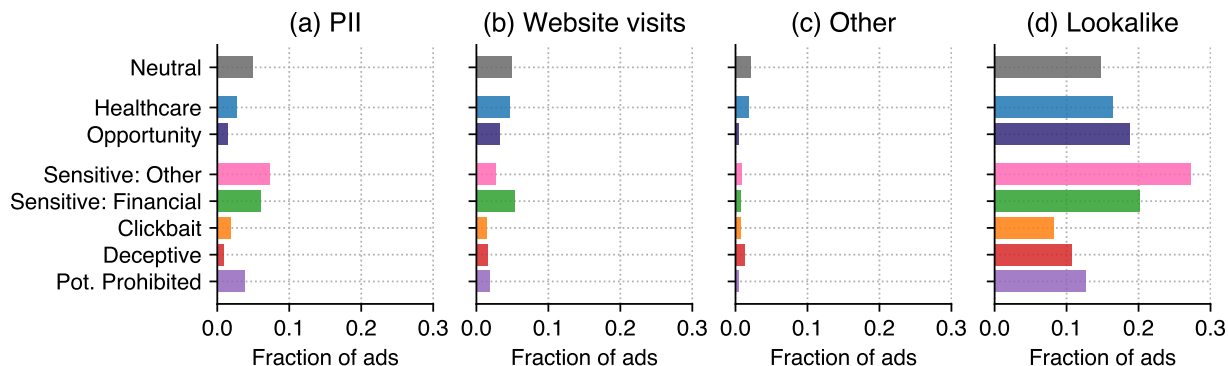 (a) PII
(b) Website visits
(c) Other
(d) Lookalike
Neutral
Healthcare
Opportunity
Sensitive: Other
Sensitive: Financial
Clickbait
Deceptive
Pot. Prohibited
0.0 0.1 0.2 0.3
0.0 0.1 0.2 0.3
0.0 0.1 0.2 0.3
0.0 0.1 0.2 0.3
Fraction of ads
Fraction of ads
Fraction of ads
Fraction of ads